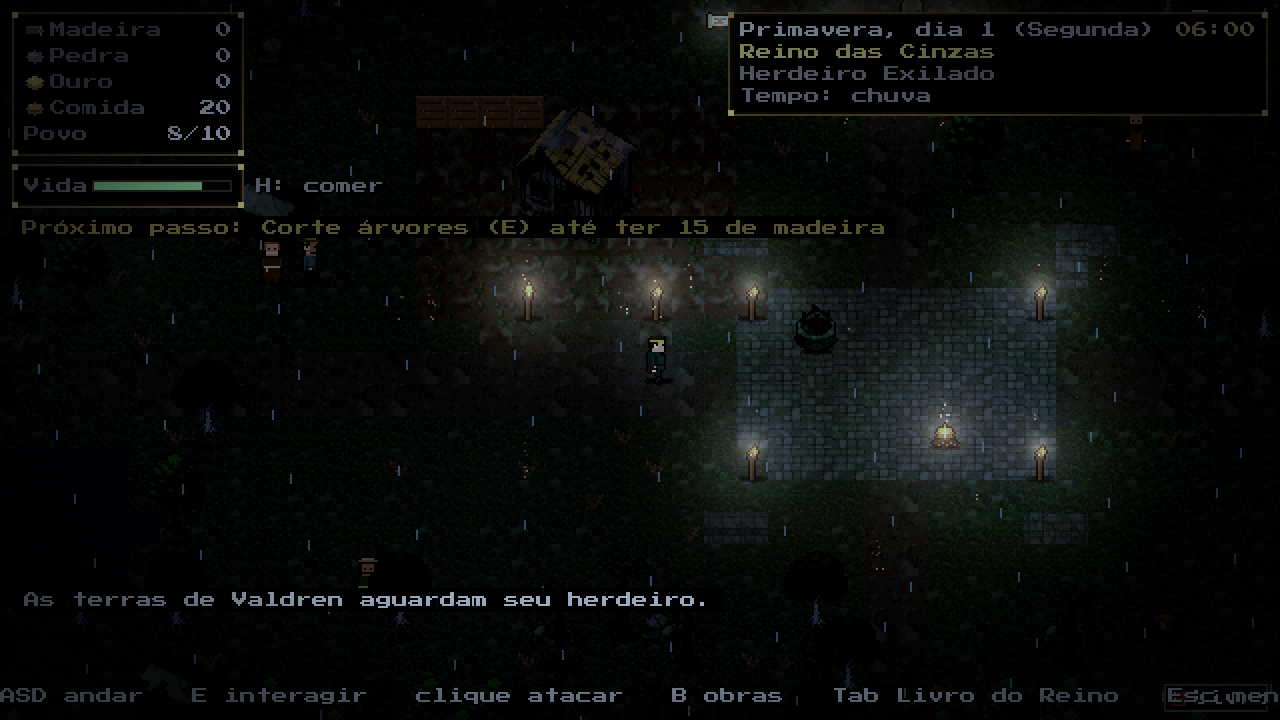 Madeira 0
Pedra 0
Ouro 0
Comida 20
Povo 8/10
Vida
H: comer
Primavera, dia 1 (Segunda) 06:00
Reino das Cinzas
Herdeiro Exilado
Tempo: chuva
Próximo passo: Corte árvores (E) até ter 15 de madeira
As terras de Valdren aguardam seu herdeiro.
ASD andar E interagir clique atacar B obras Tab Livro do Reino